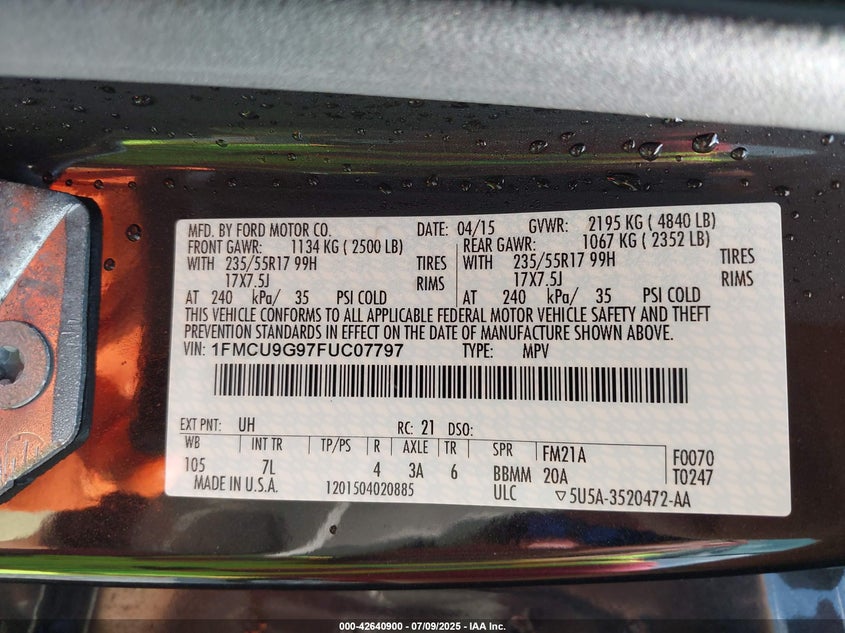 MFD. BY FORD MOTOR CO. DATE: 04/15 GVWR: 2195 KG ( 4840 LB)
FRONT GAWR: 1134 KG ( 2500 LB) REAR GAWR: 1067 KG ( 2352 LB)
WITH 235/55R17 99H TIRES WITH 235/55R17 99H TIRES
17X7.5J RIMS 17X7.5J RIMS
AT 240 kPa/ 35 PSI COLD AT 240 kPa/ 35 PSI COLD
THIS VEHICLE CONFORMS TO ALL APPLICABLE FEDERAL MOTOR VEHICLE SAFETY AND THEFT
PREVENTION STANDARDS IN EFFECT ON THE DATE OF MANUFACTURE SHOWN ABOVE.
VIN: 1FMCU9G97FUC07797 TYPE: MPV
EXT PNT: UH RC: 21 DSO:
WB INT TR TP/PS R AXLE TR SPR FM21A F0070
105 7L 4 3A 6 BBMM 20A T0247
MADE IN U.S.A. 1201504020885 ULC ▽5U5A-3520472-AA
000-42640900 / 07/09/2025 - IAA Inc.